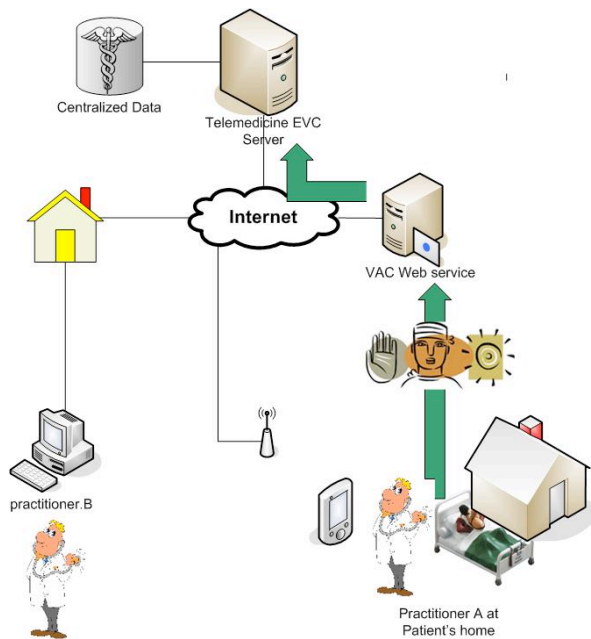 Centralized Data
Telemedicine EVC
Server
Internet
VAC Web service
practitioner.B
Practitioner A at
Patient's home